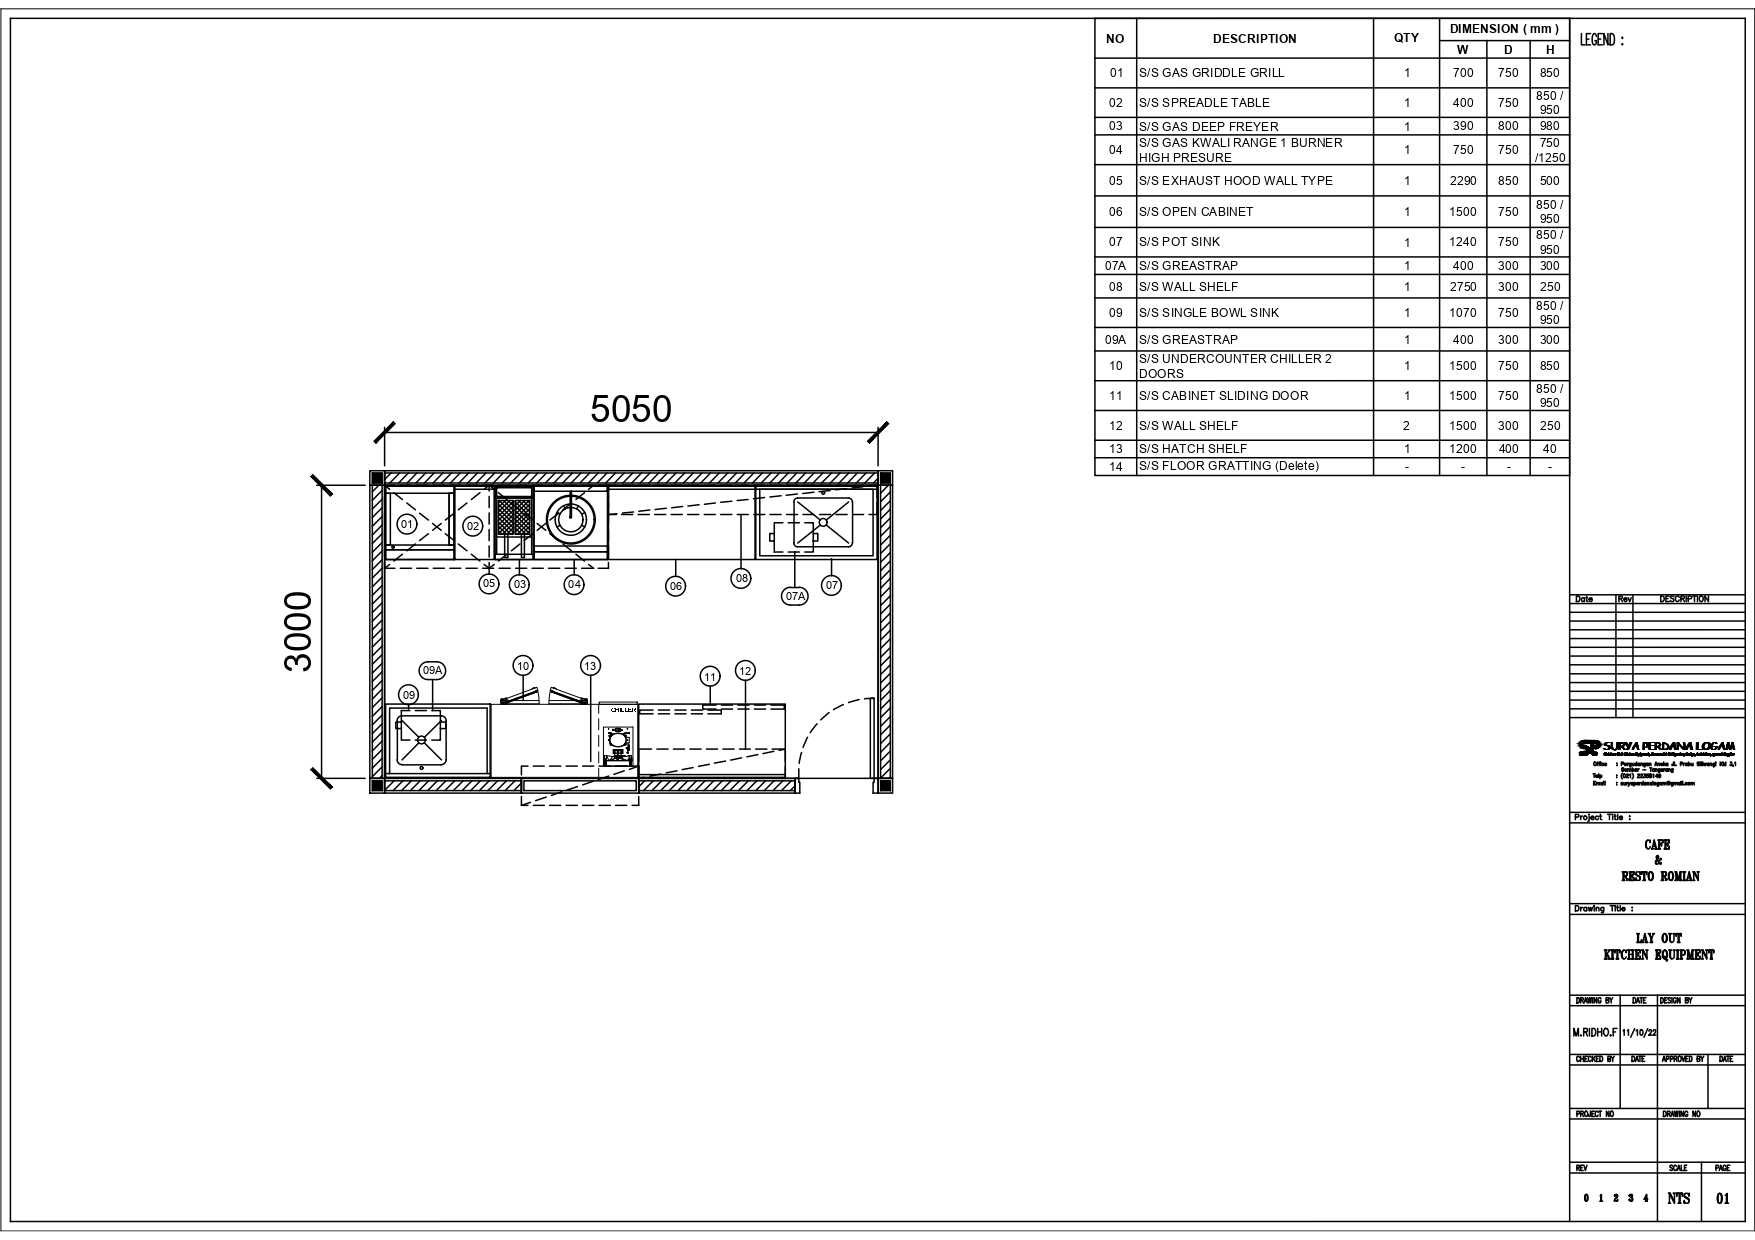 NO DESCRIPTION QTY DIMENSION ( mm )
W D H
01 S/S GAS GRIDDLE GRILL 1 700 750 850
02 S/S SPREADLE TABLE 1 400 750 850 / 950
03 S/S GAS DEEP FREYER 1 390 800 980
04 S/S GAS KWALI RANGE 1 BURNER HIGH PRESURE 1 750 750 750 /1250
05 S/S EXHAUST HOOD WALL TYPE 1 2290 850 500
06 S/S OPEN CABINET 1 1500 750 850 / 950
07 S/S POT SINK 1 1240 750 850 / 950
07A S/S GREASTRAP 1 400 300 300
08 S/S WALL SHELF 1 2750 300 250
09 S/S SINGLE BOWL SINK 1 1070 750 850 / 950
09A S/S GREASTRAP 1 400 300 300
10 S/S UNDERCOUNTER CHILLER 2 DOORS 1 1500 750 850
11 S/S CABINET SLIDING DOOR 1 1500 750 850 / 950
12 S/S WALL SHELF 2 1500 300 250
13 S/S HATCH SHELF 1 1200 400 40
14 S/S FLOOR GRATTING (Delete) - - - -
LEGEND :
5050
3000
01
02
05
03
04
06
08
07A
07
09
09A
10
13
11
12
CHILLER
Date Rev DESCRIPTION
SP SURYA PERDANA LOGAM
Office :
Telp :
Email : suryaperdanalogam@gmail.com
Project Title :
CAFE
&
RESTO ROMIAN
Drawing Title :
LAY OUT
KITCHEN EQUIPMENT
DRAWING BY DATE DESIGN BY
M.RIDHO.F 11/10/22
CHECKED BY DATE APPROVED BY DATE
PROJECT NO DRAWING NO
REV SCALE PAGE
0 1 2 3 4 NTS 01